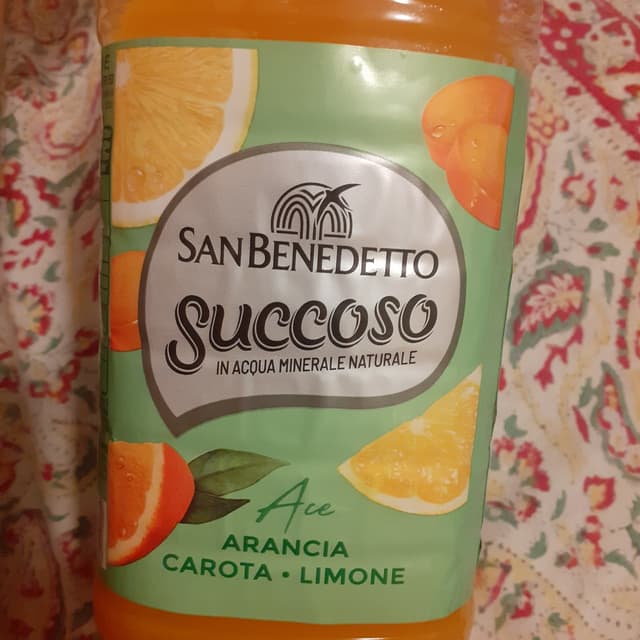 SAN BENEDETTO
Succoso
IN ACQUA MINERALE NATURALE
Ace
ARANCIA
CAROTA • LIMONE